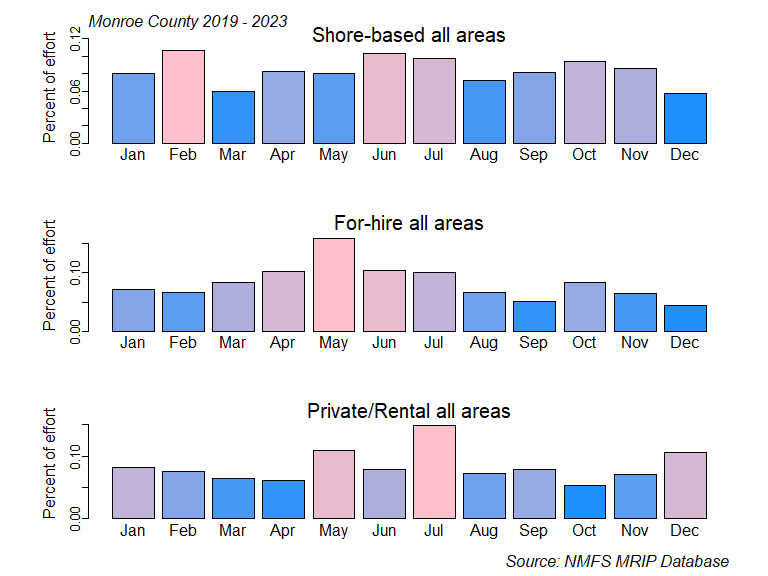 Monroe County 2019 - 2023
Shore-based all areas
Percent of effort
0.12
0.06
0.00
Jan Feb Mar Apr May Jun Jul Aug Sep Oct Nov Dec
For-hire all areas
Percent of effort
0.10
0.00
Jan Feb Mar Apr May Jun Jul Aug Sep Oct Nov Dec
Private/Rental all areas
Percent of effort
0.10
0.00
Jan Feb Mar Apr May Jun Jul Aug Sep Oct Nov Dec
Source: NMFS MRIP Database